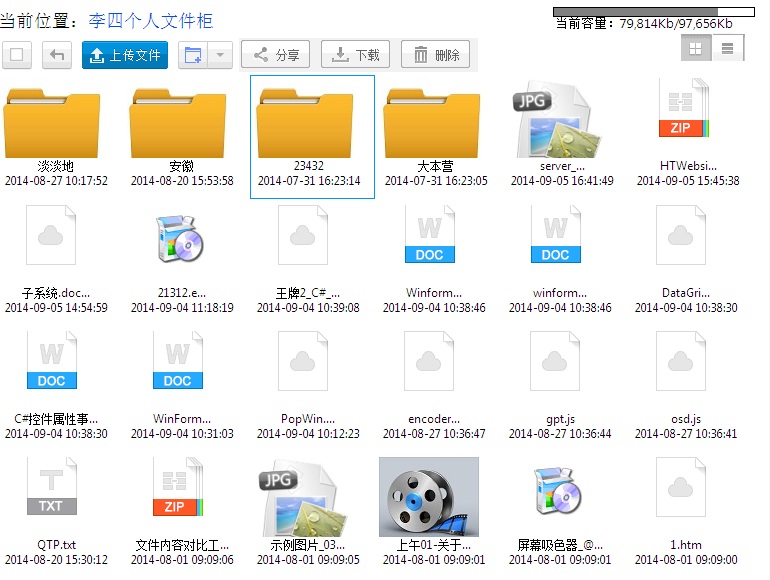 当前位置：李四个人文件柜
当前容量：79,814Kb/97,656Kb
上传文件 分享 下载 删除
JPG
ZIP
淡淡地 安徽 23432 大本营 server_... HTWebsi...
2014-08-27 10:17:52 2014-08-20 15:53:58 2014-07-31 16:23:14 2014-07-31 16:23:05 2014-09-05 16:41:49 2014-09-05 15:45:38
W W
DOC DOC
子系统.doc... 21312.e... 王牌2_C#_... Winform... winform... DataGri...
2014-09-05 14:54:59 2014-09-04 11:18:19 2014-09-04 10:39:08 2014-09-04 10:38:46 2014-09-04 10:38:46 2014-09-04 10:38:30
W W
DOC DOC
C#控件属性事... WinForm... PopWin.... encoder... gpt.js osd.js
2014-09-04 10:38:30 2014-09-04 10:31:03 2014-09-04 10:12:23 2014-08-27 10:36:47 2014-08-27 10:36:44 2014-08-27 10:36:41
T JPG
TXT ZIP
QTP.txt 文件内容对比工... 示例图片_03... 上午01-关于... 屏幕吸色器_@... 1.htm
2014-08-20 15:30:12 2014-08-01 09:09:06 2014-08-01 09:09:05 2014-08-01 09:09:01 2014-08-01 09:09:01 2014-08-01 09:09:00